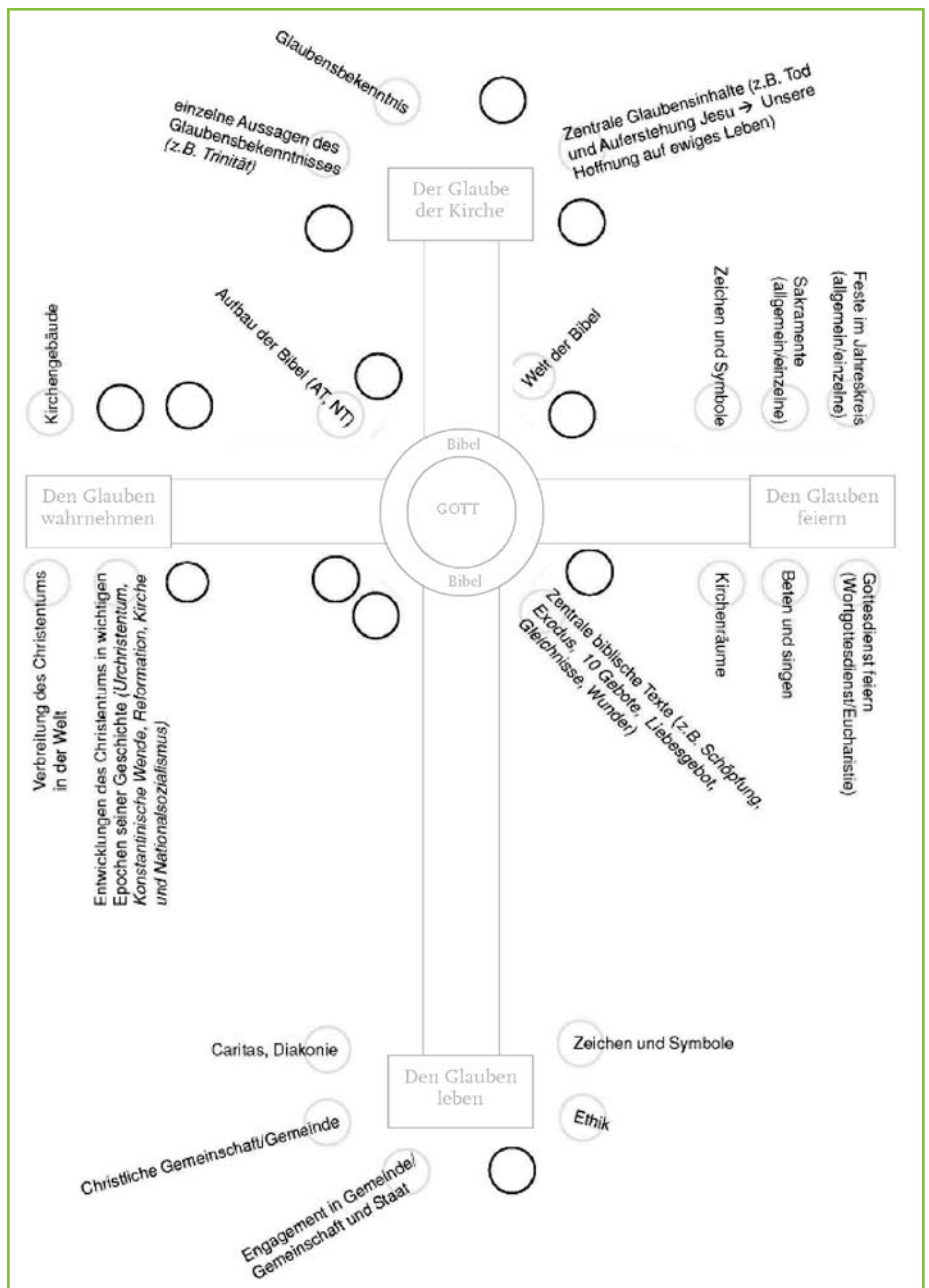 Glaubensbekenntnis
einzelne Aussagen des
Glaubensbekenntnisses
(z.B. Trinität)
Zentrale Glaubensinhalte (z.B. Tod
und Auferstehung Jesu → Unsere
Hoffnung auf ewiges Leben)
Der Glaube
der Kirche
Aufbau der Bibel (AT, NT)
Welt der Bibel
Kirchengebäude
Zeichen und Symbole
Sakramente
(allgemein/einzelne)
Feste im Jahreskreis
(allgemein/einzelne)
Den Glauben
wahrnehmen
Bibel
GOTT
Bibel
Den Glauben
feiern
Verbreitung des Christentums
in der Welt
Entwicklungen des Christentums in wichtigen
Epochen seiner Geschichte (Urchristentum,
Konstantinische Wende, Reformation, Kirche
und Nationalsozialismus)
Zentrale biblische Texte (z.B. Schöpfung,
Exodus, 10 Gebote, Liebesgebot,
Gleichnisse, Wunder)
Kirchenräume
Beten und singen
Gottesdienst feiern
(Wortgottesdienst/Eucharistie)
Caritas, Diakonie
Zeichen und Symbole
Den Glauben
leben
Christliche Gemeinschaft/Gemeinde
Ethik
Engagement in Gemeinde/
Gemeinschaft und Staat